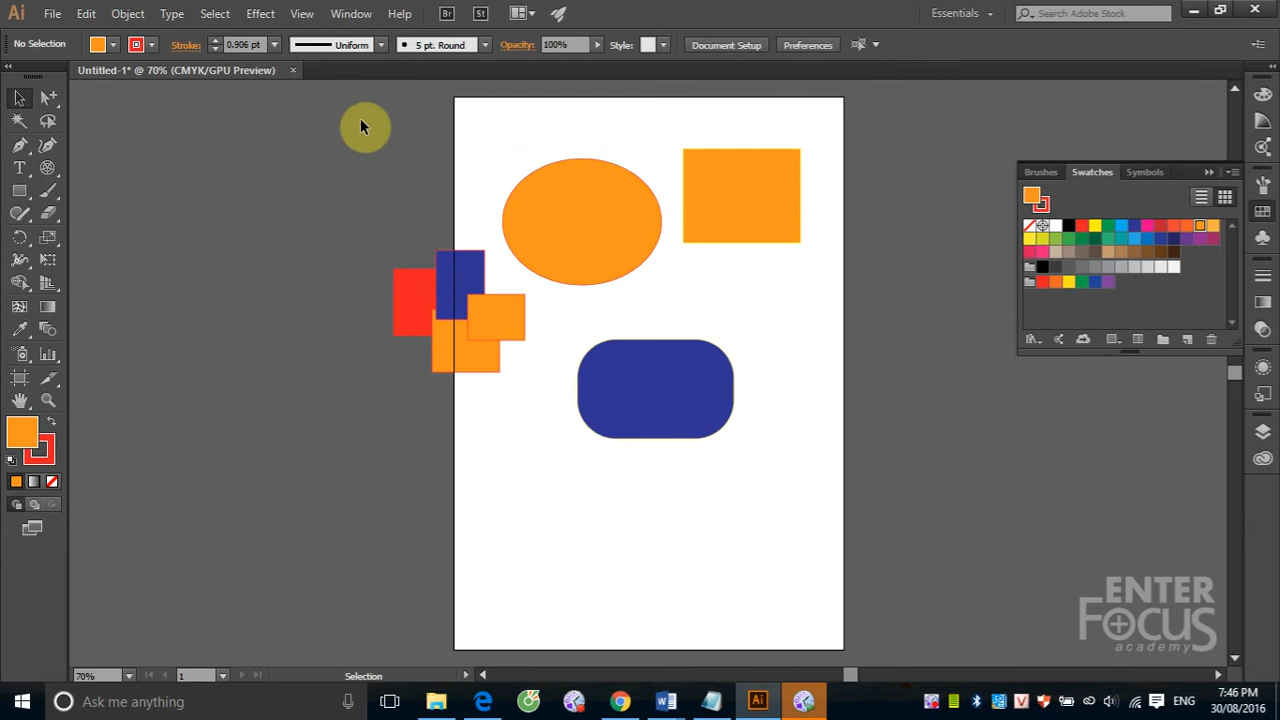 Ai File Edit Object Type Select Effect View Window Help Br St Essentials Search Adobe Stock
No Selection Stroke: 0.906 pt Uniform 5 pt. Round Opacity: 100% Style: Document Setup Preferences
Untitled-1* @ 70% (CMYK/GPU Preview)
Brushes Swatches Symbols
T
ENTER
FOCUS
academy
70% 1 Selection
Ask me anything Ai ENG 7:46 PM
30/08/2016